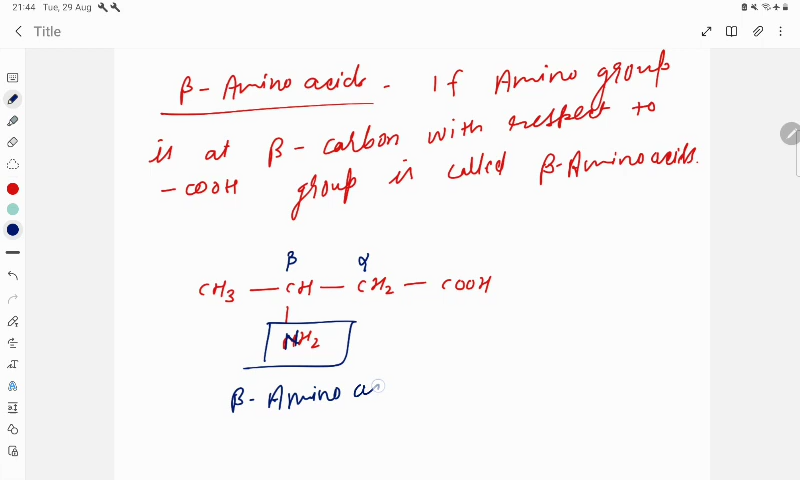 21:44 Tue, 29 Aug
Title
β- Amino acids. If Amino group
is at β- carbon with respect to
-COOH group is called β-Amino acids.
β α
CH3 — CH — CH2 — COOH
|
NH2
β- Amino a